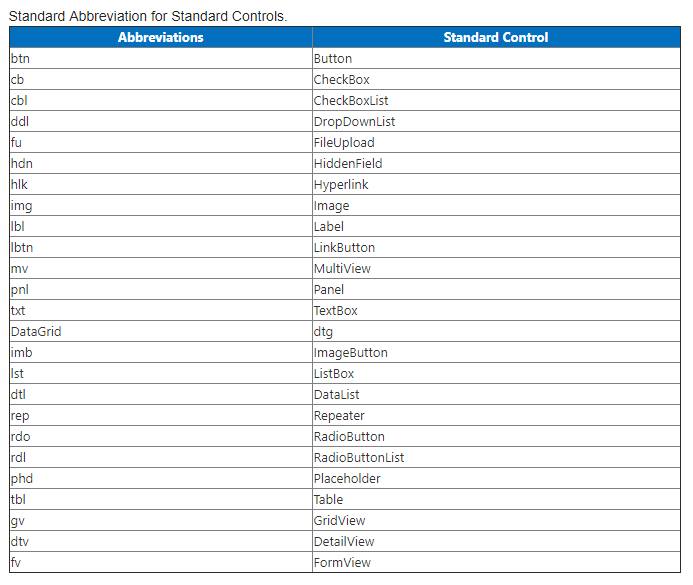 Standard Abbreviation for Standard Controls.
Abbreviations Standard Control
btn Button
cb CheckBox
cbl CheckBoxList
ddl DropDownList
fu FileUpload
hdn HiddenField
hlk Hyperlink
img Image
lbl Label
lbtn LinkButton
mv MultiView
pnl Panel
txt TextBox
DataGrid dtg
imb ImageButton
lst ListBox
dtl DataList
rep Repeater
rdo RadioButton
rdl RadioButtonList
phd Placeholder
tbl Table
gv GridView
dtv DetailView
fv FormView